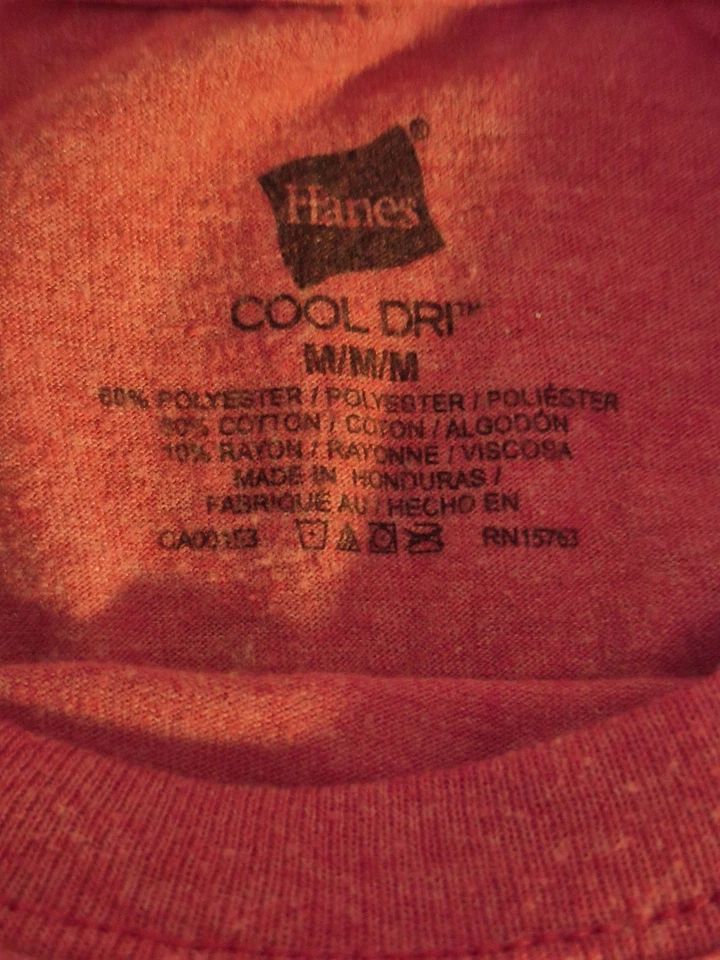 Hanes®
COOL DRI™
M/M/M
60% POLYESTER / POLYESTER / POLIÉSTER
30% COTTON / COTON / ALGODÓN
10% RAYON / RAYONNE / VISCOSA
MADE IN HONDURAS /
FABRIQUÉ AU / HECHO EN
RN15763